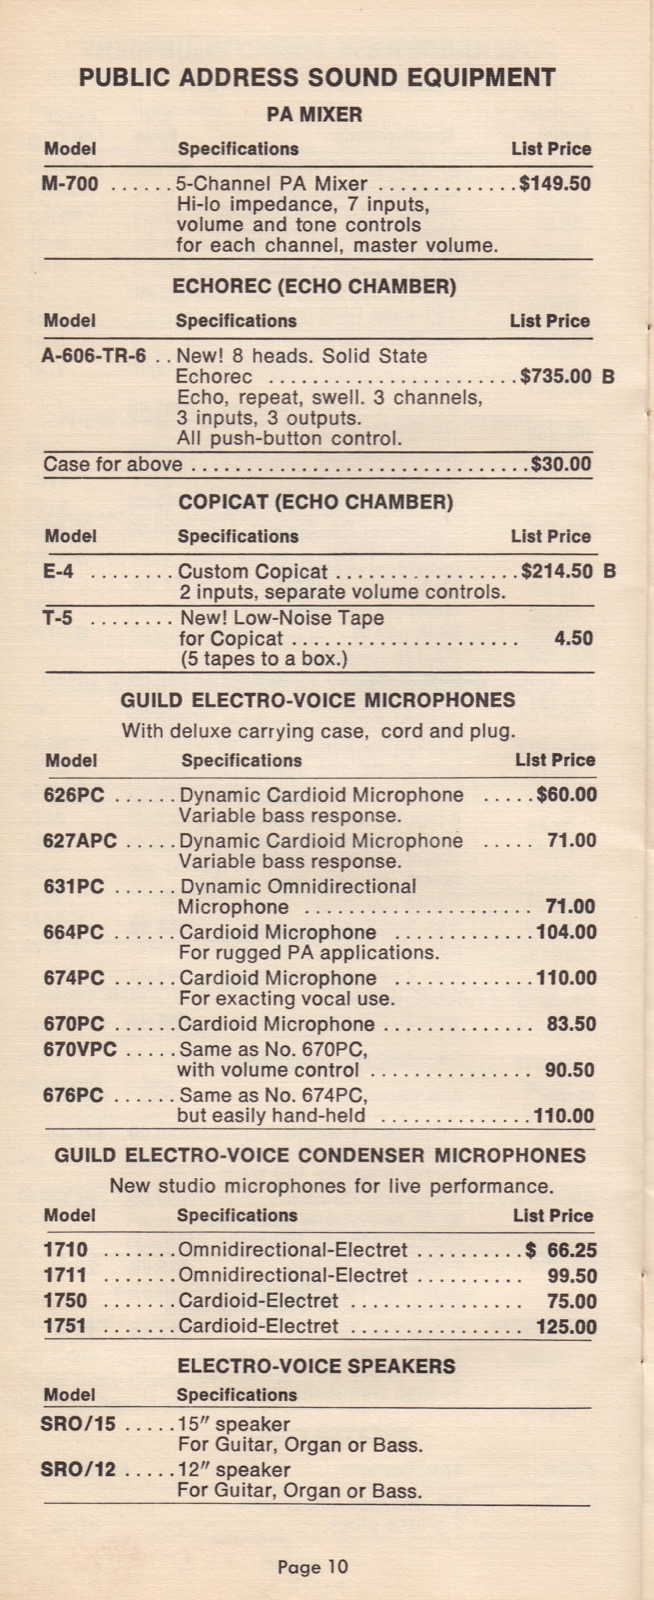 PUBLIC ADDRESS SOUND EQUIPMENT
PA MIXER
Model Specifications List Price
M-700 ...... 5-Channel PA Mixer ............. $149.50
Hi-lo impedance, 7 inputs,
volume and tone controls
for each channel, master volume.
ECHOREC (ECHO CHAMBER)
Model Specifications List Price
A-606-TR-6 .. New! 8 heads. Solid State
Echorec .................. $735.00 B
Echo, repeat, swell. 3 channels,
3 inputs, 3 outputs.
All push-button control.
Case for above ............................... $30.00
COPICAT (ECHO CHAMBER)
Model Specifications List Price
E-4 ........ Custom Copicat ................. $214.50 B
2 inputs, separate volume controls.
T-5 ........ New! Low-Noise Tape
for Copicat ..................... 4.50
(5 tapes to a box.)
GUILD ELECTRO-VOICE MICROPHONES
With deluxe carrying case, cord and plug.
Model Specifications List Price
626PC ...... Dynamic Cardioid Microphone ..... $60.00
Variable bass response.
627APC ..... Dynamic Cardioid Microphone ..... 71.00
Variable bass response.
631PC ...... Dynamic Omnidirectional
Microphone ..................... 71.00
664PC ...... Cardioid Microphone ............. 104.00
For rugged PA applications.
674PC ...... Cardioid Microphone ............. 110.00
For exacting vocal use.
670PC ...... Cardioid Microphone .............. 83.50
670VPC ..... Same as No. 670PC,
with volume control ............... 90.50
676PC ...... Same as No. 674PC,
but easily hand-held .............. 110.00
GUILD ELECTRO-VOICE CONDENSER MICROPHONES
New studio microphones for live performance.
Model Specifications List Price
1710 ....... Omnidirectional-Electret .......... $ 66.25
1711 ....... Omnidirectional-Electret .......... 99.50
1750 ....... Cardioid-Electret ................ 75.00
1751 ....... Cardioid-Electret ................ 125.00
ELECTRO-VOICE SPEAKERS
Model Specifications
SRO/15 ..... 15″ speaker
For Guitar, Organ or Bass.
SRO/12 ..... 12″ speaker
For Guitar, Organ or Bass.
Page 10